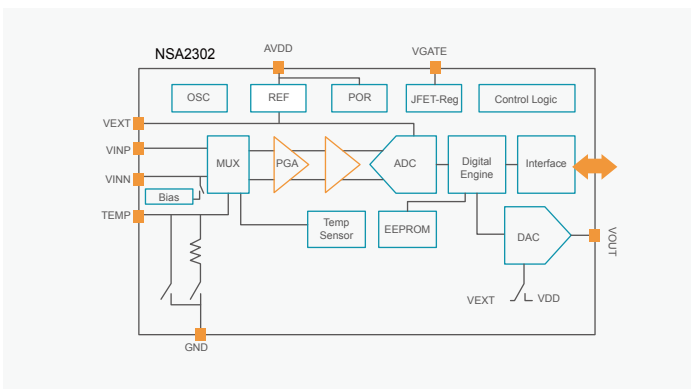 NSA2302
AVDD
VGATE
OSC
REF
POR
JFET-Reg
Control Logic
VEXT
VINP
VINN
TEMP
MUX
PGA
ADC
Digital
Engine
Interface
Bias
Temp
Sensor
EEPROM
DAC
VOUT
VEXT
VDD
GND